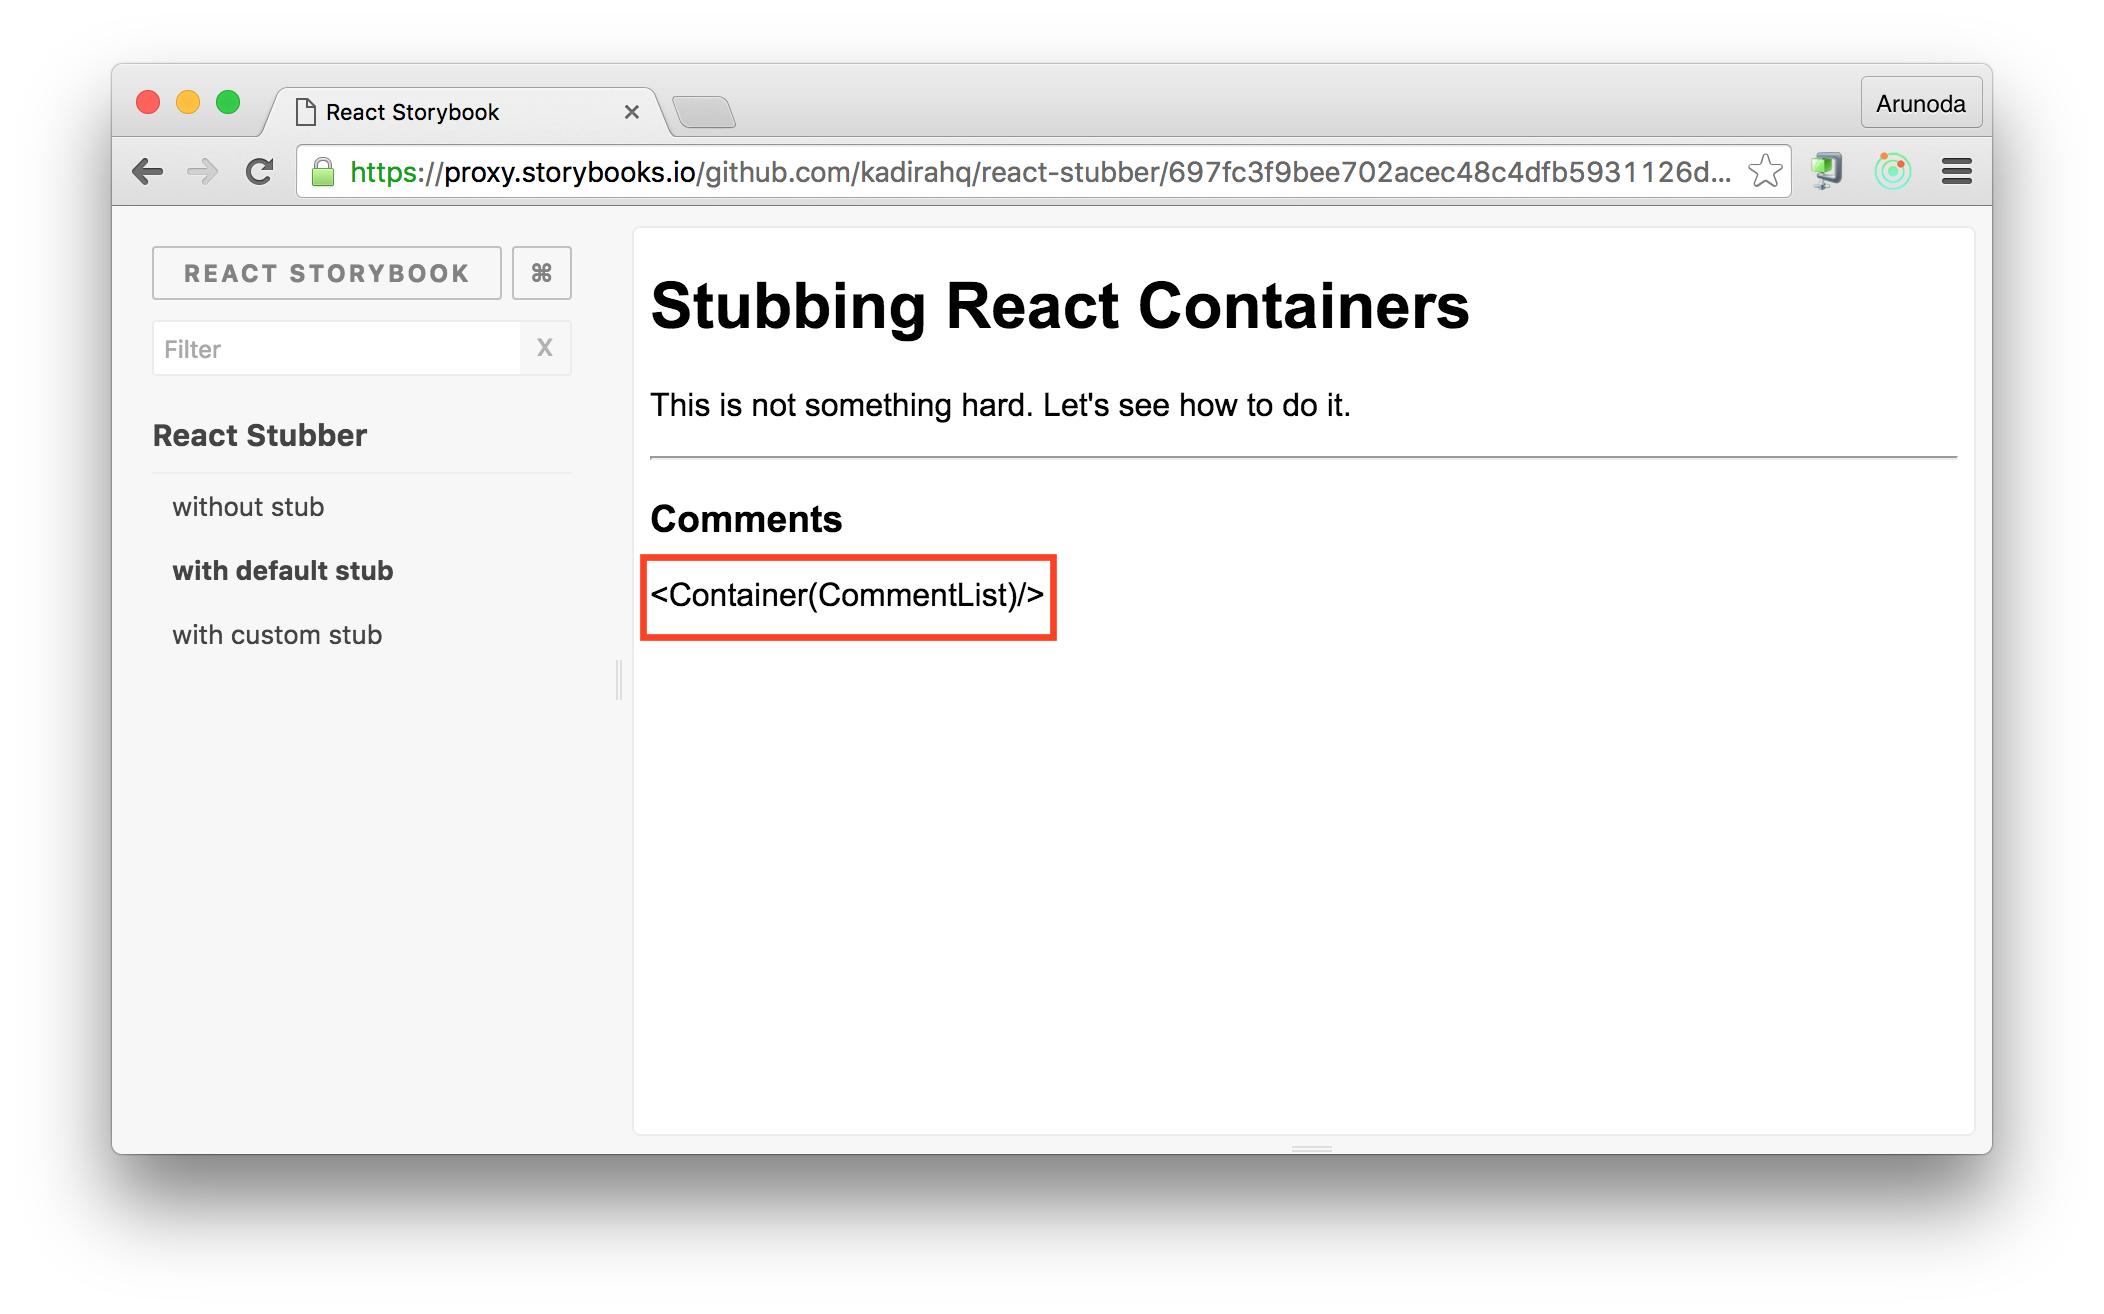 React Storybook
Arunoda
https://proxy.storybooks.io/github.com/kadirahq/react-stubber/697fc3f9bee702acec48c4dfb5931126d...
REACT STORYBOOK ⌘
Filter X
React Stubber
without stub
with default stub
with custom stub
Stubbing React Containers
This is not something hard. Let's see how to do it.
Comments
<Container(CommentList)/>